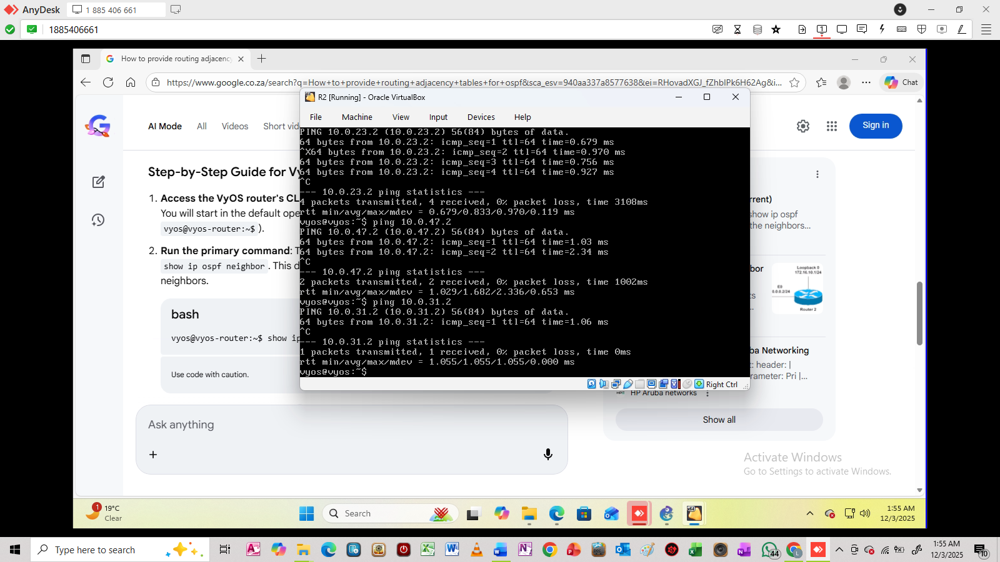 AnyDesk
1 885 406 661
1885406661
How to provide routing adjacency
https://www.google.co.za/search?q=How+to+provide+routing+adjacency+tables+for+ospf&sca_esv=940aa337a8577638&ei=RHovadXGJ_fZhbIPk6H62Ag&i...
Chat
R2 [Running] - Oracle VirtualBox
File
Machine
View
Input
Devices
Help
AI Mode
All
Videos
Short vid
Sign in
Step-by-Step Guide for Vy
1. Access the VyOS router's CL
You will start in the default ope
vyos@vyos-router:~$ ).
2. Run the primary command: T
show ip ospf neighbor . This d
neighbors.
bash
vyos@vyos-router:~$ show ip
Use code with caution.
PING 10.0.23.2 (10.0.23.2) 56(84) bytes of data.
64 bytes from 10.0.23.2: icmp_seq=1 ttl=64 time=0.679 ms
^X64 bytes from 10.0.23.2: icmp_seq=2 ttl=64 time=0.970 ms
64 bytes from 10.0.23.2: icmp_seq=3 ttl=64 time=0.756 ms
64 bytes from 10.0.23.2: icmp_seq=4 ttl=64 time=0.927 ms
^C
--- 10.0.23.2 ping statistics ---
4 packets transmitted, 4 received, 0% packet loss, time 3108ms
rtt min/avg/max/mdev = 0.679/0.833/0.970/0.119 ms
vyos@vyos:~$ ping 10.0.47.2
PING 10.0.47.2 (10.0.47.2) 56(84) bytes of data.
64 bytes from 10.0.47.2: icmp_seq=1 ttl=64 time=1.03 ms
64 bytes from 10.0.47.2: icmp_seq=2 ttl=64 time=2.34 ms
^C
--- 10.0.47.2 ping statistics ---
2 packets transmitted, 2 received, 0% packet loss, time 1002ms
rtt min/avg/max/mdev = 1.029/1.682/2.336/0.653 ms
vyos@vyos:~$ ping 10.0.31.2
PING 10.0.31.2 (10.0.31.2) 56(84) bytes of data.
64 bytes from 10.0.31.2: icmp_seq=1 ttl=64 time=1.06 ms
^C
--- 10.0.31.2 ping statistics ---
1 packets transmitted, 1 received, 0% packet loss, time 0ms
rtt min/avg/max/mdev = 1.055/1.055/1.055/0.000 ms
vyos@vyos:~$
Right Ctrl
rrent)
show ip ospf
the neighbors...
bor
Loopback 0
172.16.10.1/24
E0
0.0.0.2/24
Router 2
ts
...
ba Networking
t: header: |
rameter: Pri |...
HPE Aruba networks
Show all
Ask anything
Activate Windows
Go to Settings to activate Windows.
1
19°C
Clear
Search
1:55 AM
12/3/2025
Type here to search
44
1:55 AM
12/3/2025
10